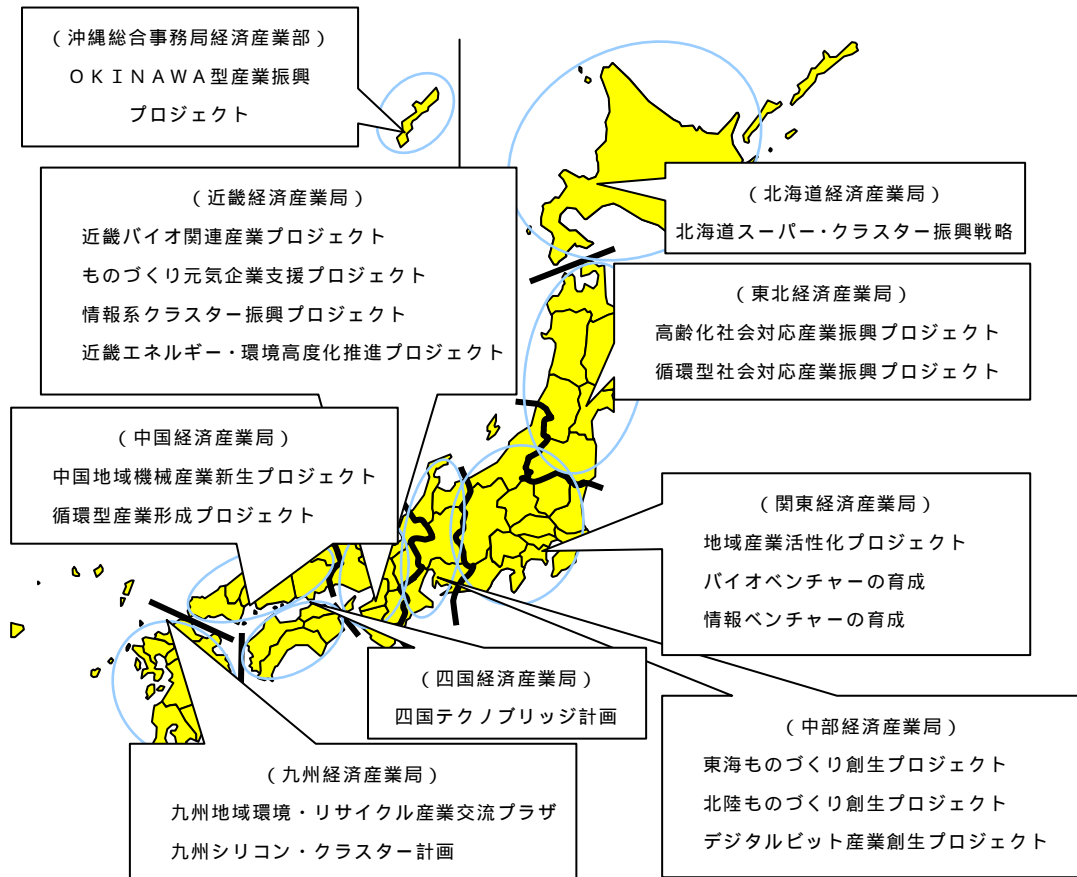 (沖縄総合事務局経済産業部)
OKINAWA型産業振興
プロジェクト
(近畿経済産業局)
近畿バイオ関連産業プロジェクト
ものづくり元気企業支援プロジェクト
情報系クラスター振興プロジェクト
近畿エネルギー・環境高度化推進プロジェクト
(北海道経済産業局)
北海道スーパー・クラスター振興戦略
(東北経済産業局)
高齢化社会対応産業振興プロジェクト
循環型社会対応産業振興プロジェクト
(中国経済産業局)
中国地域機械産業新生プロジェクト
循環型産業形成プロジェクト
(関東経済産業局)
地域産業活性化プロジェクト
バイオベンチャーの育成
情報ベンチャーの育成
(四国経済産業局)
四国テクノブリッジ計画
(中部経済産業局)
東海ものづくり創生プロジェクト
北陸ものづくり創生プロジェクト
デジタルビット産業創生プロジェクト
(九州経済産業局)
九州地域環境・リサイクル産業交流プラザ
九州シリコン・クラスター計画